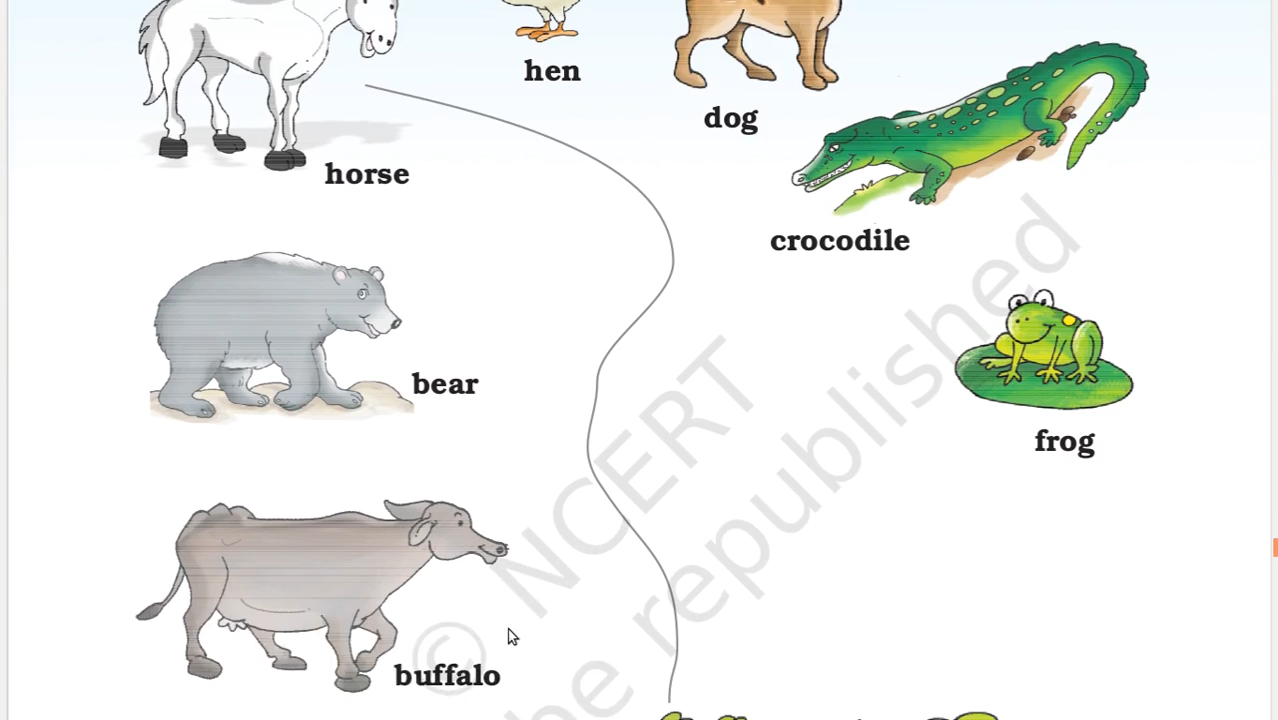 hen
dog
horse
crocodile
bear
frog
buffalo
© NCERT
be republished